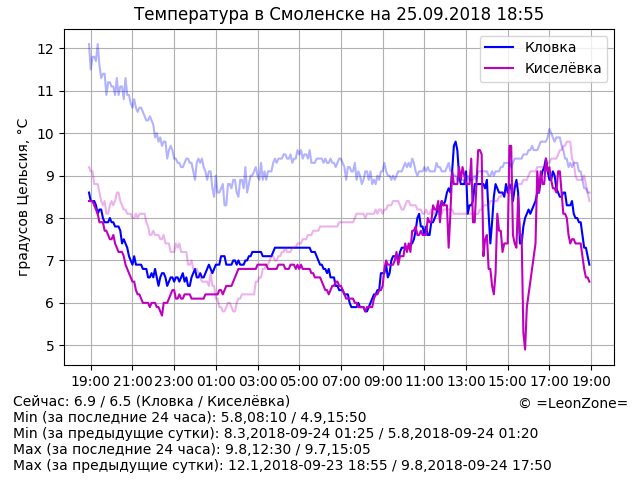 Температура в Смоленске на 25.09.2018 18:55
Кловка
Киселёвка
градусов Цельсия, °C
12
11
10
9
8
7
6
5
19:00 21:00 23:00 01:00 03:00 05:00 07:00 09:00 11:00 13:00 15:00 17:00 19:00
Сейчас: 6.9 / 6.5 (Кловка / Киселёвка)
© =LeonZone=
Min (за последние 24 часа): 5.8,08:10 / 4.9,15:50
Min (за предыдущие сутки): 8.3,2018-09-24 01:25 / 5.8,2018-09-24 01:20
Max (за последние 24 часа): 9.8,12:30 / 9.7,15:05
Max (за предыдущие сутки): 12.1,2018-09-23 18:55 / 9.8,2018-09-24 17:50